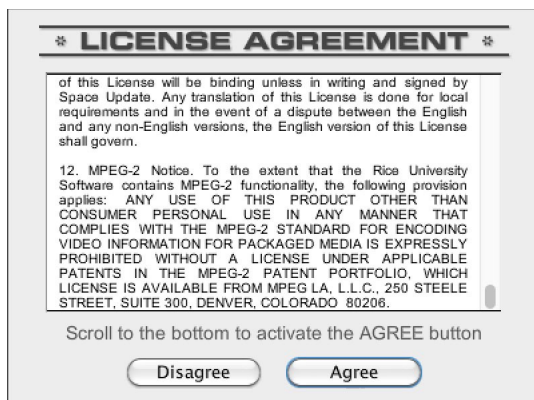 * LICENSE AGREEMENT *
of this License will be binding unless in writing and signed by
Space Update. Any translation of this License is done for local
requirements and in the event of a dispute between the English
and any non-English versions, the English version of this License
shall govern.
12. MPEG-2 Notice. To the extent that the Rice University
Software contains MPEG-2 functionality, the following provision
applies: ANY USE OF THIS PRODUCT OTHER THAN
CONSUMER PERSONAL USE IN ANY MANNER THAT
COMPLIES WITH THE MPEG-2 STANDARD FOR ENCODING
VIDEO INFORMATION FOR PACKAGED MEDIA IS EXPRESSLY
PROHIBITED WITHOUT A LICENSE UNDER APPLICABLE
PATENTS IN THE MPEG-2 PATENT PORTFOLIO, WHICH
LICENSE IS AVAILABLE FROM MPEG LA, L.L.C., 250 STEELE
STREET, SUITE 300, DENVER, COLORADO 80206.
Scroll to the bottom to activate the AGREE button
Disagree Agree